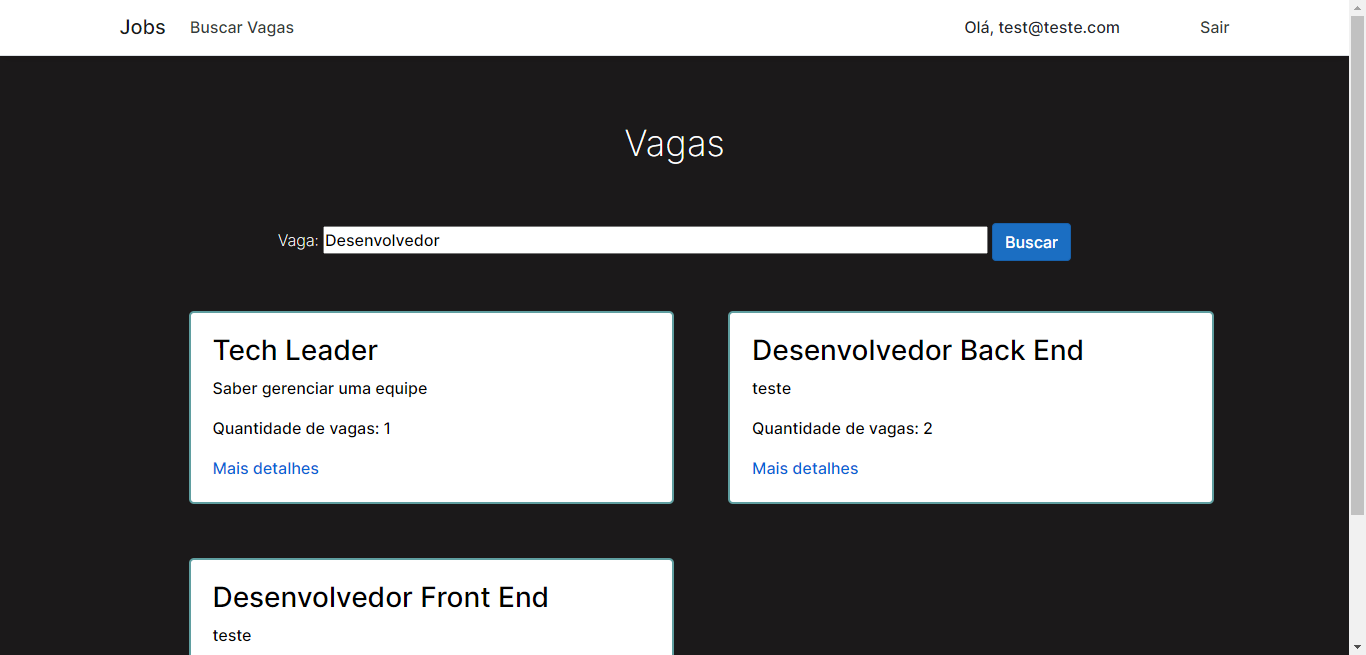 Jobs Buscar Vagas Olá, test@teste.com Sair
Vagas
Vaga: Desenvolvedor Buscar
Tech Leader
Saber gerenciar uma equipe
Quantidade de vagas: 1
Mais detalhes
Desenvolvedor Back End
teste
Quantidade de vagas: 2
Mais detalhes
Desenvolvedor Front End
teste